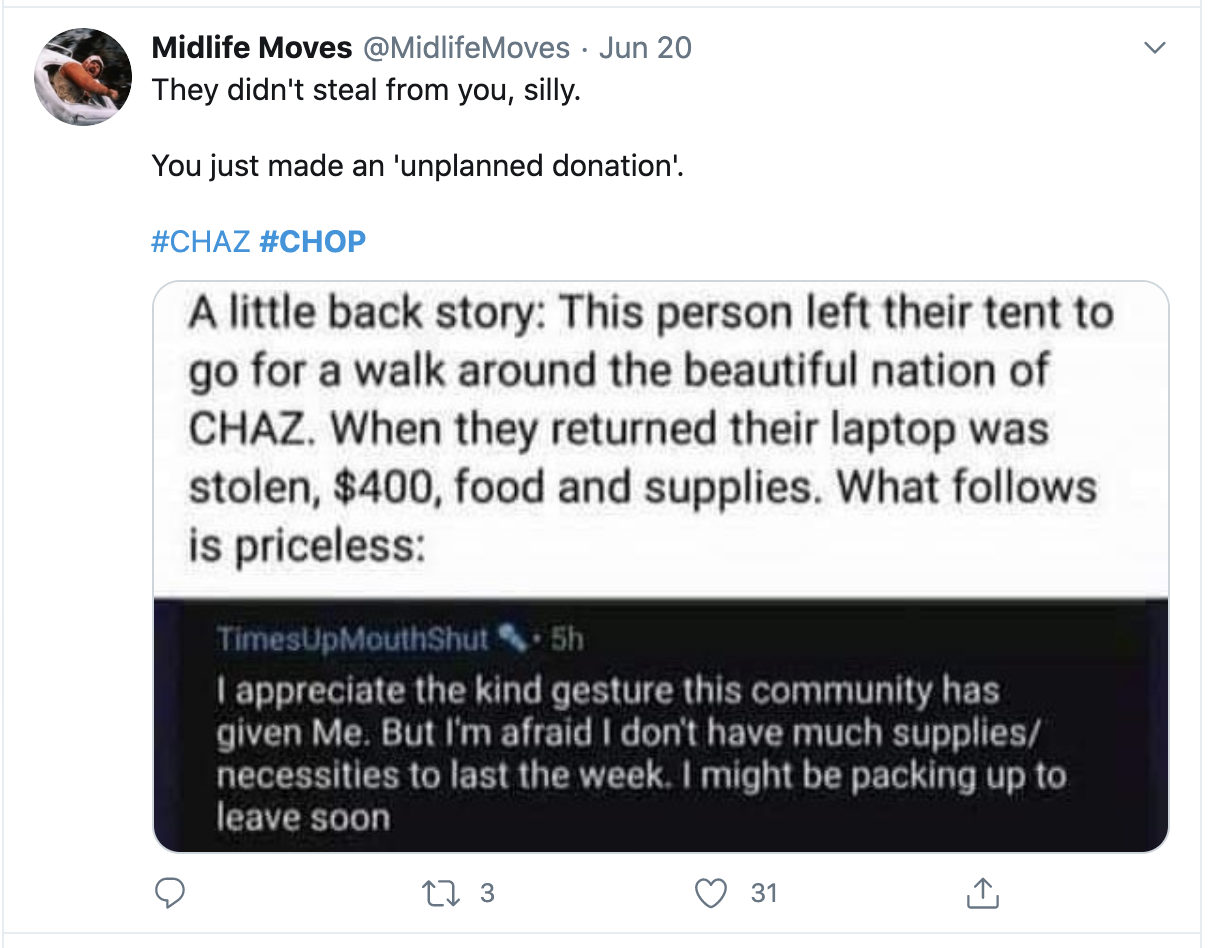 Midlife Moves @MidlifeMoves · Jun 20
They didn't steal from you, silly.
You just made an 'unplanned donation'.
#CHAZ #CHOP
A little back story: This person left their tent to
go for a walk around the beautiful nation of
CHAZ. When they returned their laptop was
stolen, $400, food and supplies. What follows
is priceless:
TimesUpMouthShut · 5h
I appreciate the kind gesture this community has
given Me. But I'm afraid I don't have much supplies/
necessities to last the week. I might be packing up to
leave soon
3 31